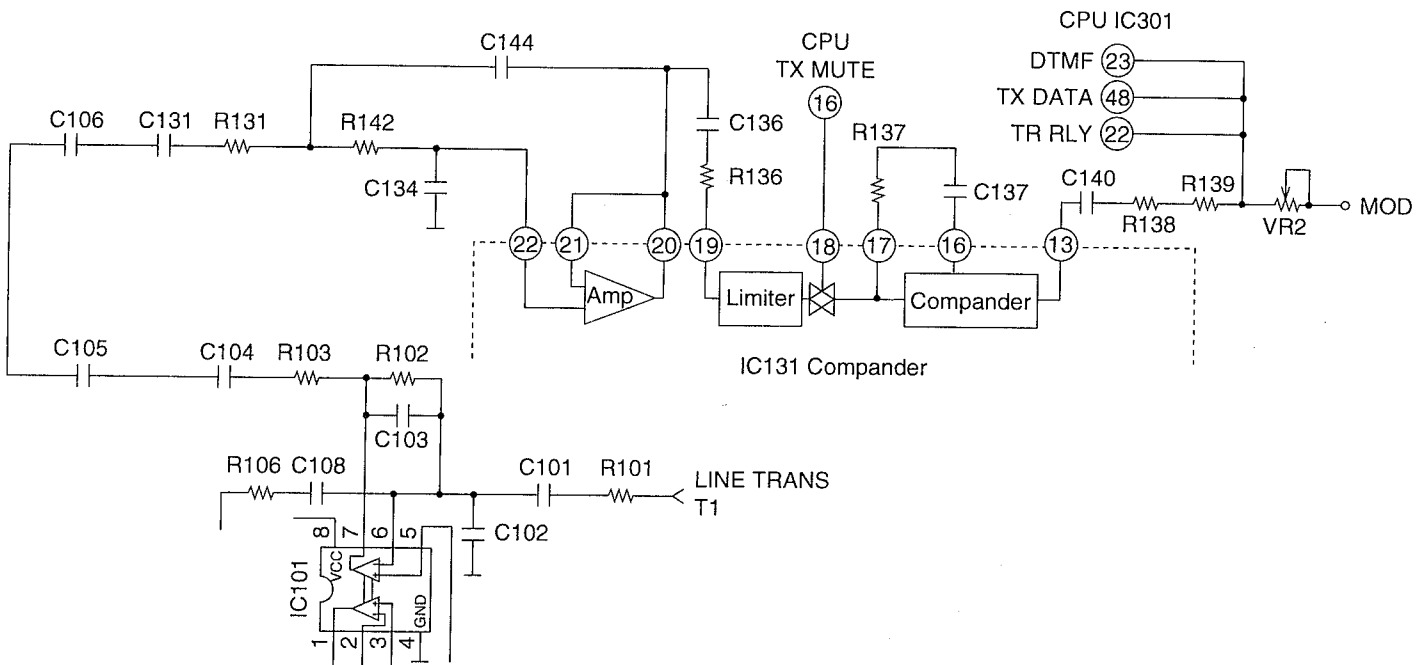 CPU IC301
C144
CPU
TX MUTE
DTMF 23
TX DATA 48
TR RLY 22
16
C106
C131
R131
R142
C136
R137
C134
R136
C137
C140
R139
R138
VR2
MOD
22
21
20
19
18
17
16
13
Amp
Limiter
Compander
IC131 Compander
C105
C104
R103
R102
C103
R106
C108
C101
R101
LINE TRANS
T1
C102
8
7
6
5
IC101
VCC
GND
1
2
3
4